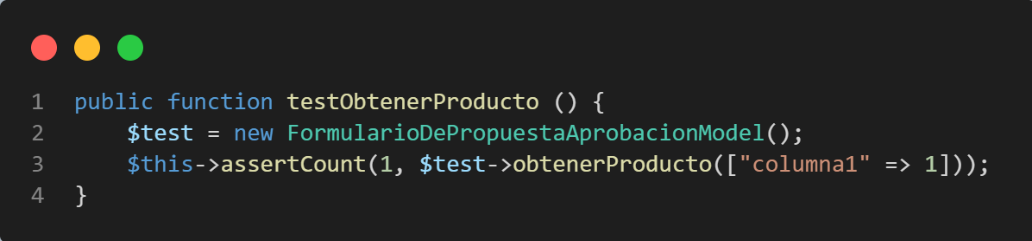 1 public function testObtenerProducto () {
2     $test = new FormularioDePropuestaAprobacionModel();
3     $this->assertCount(1, $test->obtenerProducto(["columna1" => 1]));
4 }